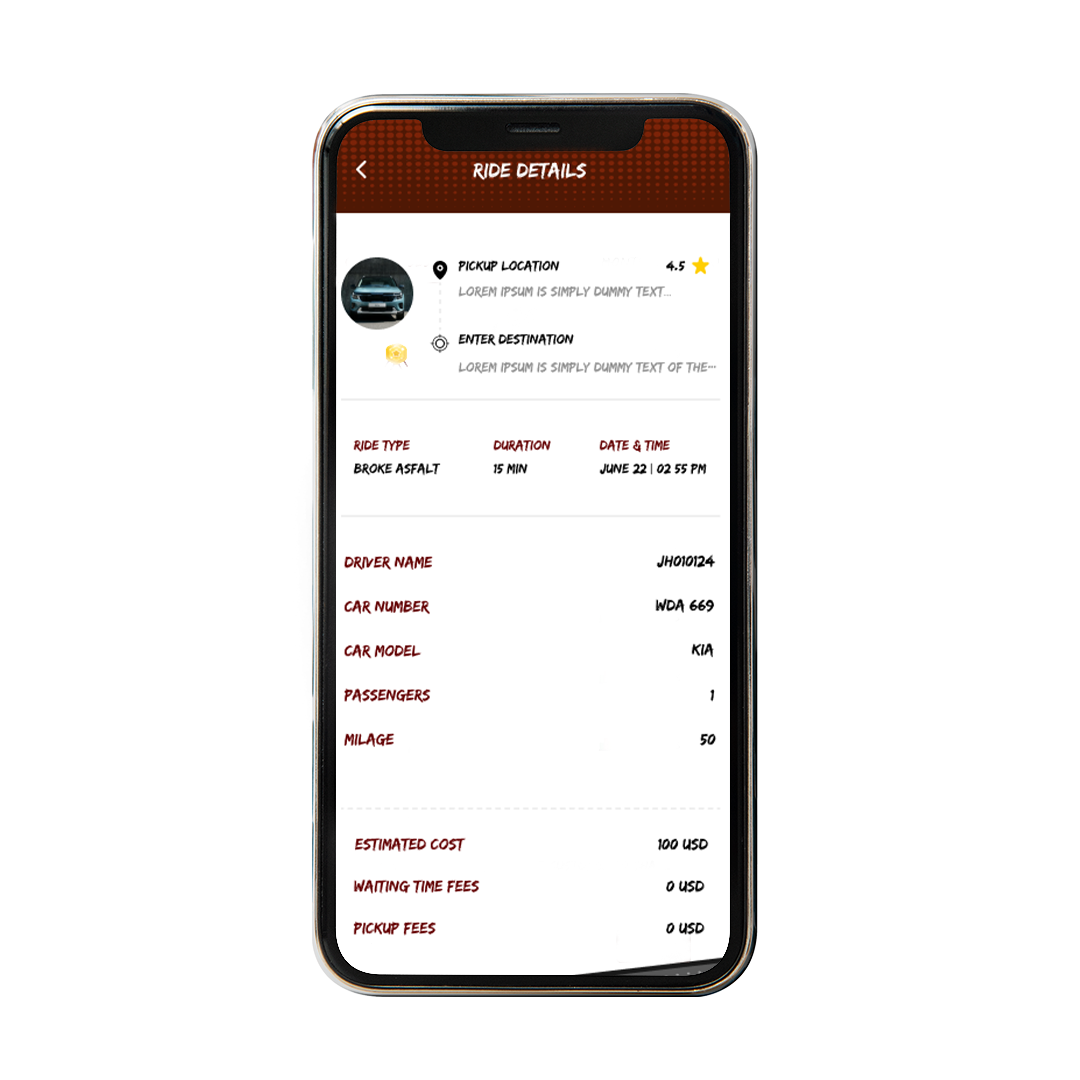 RIDE DETAILS
PICKUP LOCATION 4.5
LOREM IPSUM IS SIMPLY DUMMY TEXT...
ENTER DESTINATION
LOREM IPSUM IS SIMPLY DUMMY TEXT OF THE...
RIDE TYPE DURATION DATE & TIME
BROKE ASFALT 15 MIN JUNE 22 | 02 55 PM
DRIVER NAME JH010124
CAR NUMBER WDA 669
CAR MODEL KIA
PASSENGERS 1
MILAGE 50
ESTIMATED COST 100 USD
WAITING TIME FEES 0 USD
PICKUP FEES 0 USD